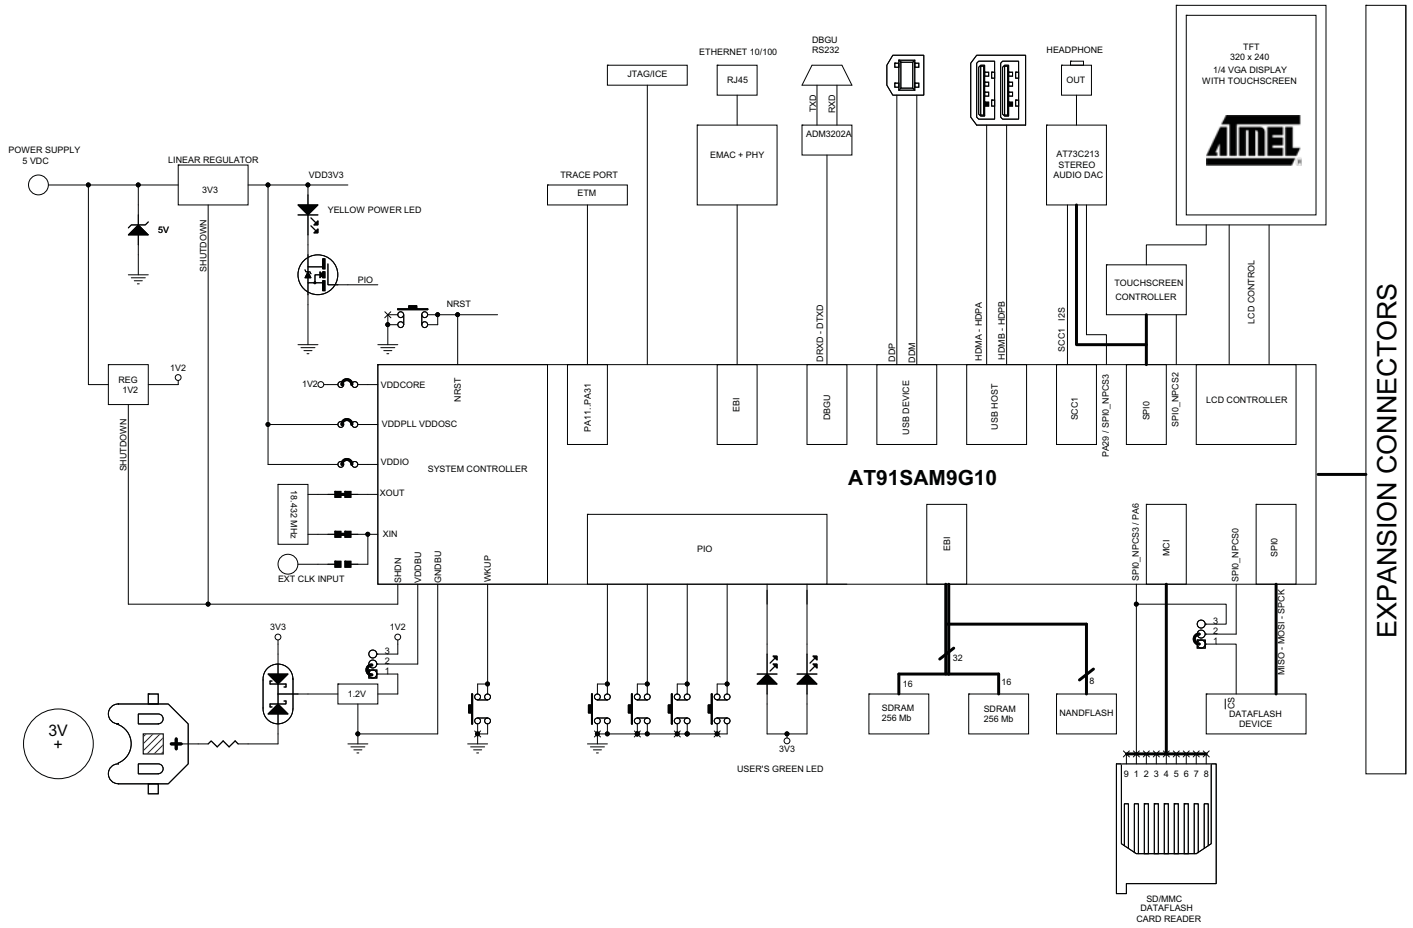 POWER SUPPLY
5 VDC
LINEAR REGULATOR
3V3
VDD3V3
YELLOW POWER LED
5V
SHUTDOWN
PIO
NRST
REG
1V2
1V2
SHUTDOWN
TRACE PORT
ETM
JTAG/ICE
ETHERNET 10/100
RJ45
EMAC + PHY
DBGU
RS232
TXD
RXD
ADM3202A
DRXD - DTXD
DDP
DDM
HDMA - HDPA
HDMB - HDPB
HEADPHONE
OUT
AT73C213
STEREO
AUDIO DAC
SCC1 I2S
TFT
320 x 240
1/4 VGA DISPLAY
WITH TOUCHSCREEN
ATMEL
®
TOUCHSCREEN
CONTROLLER
LCD CONTROL
EXPANSION CONNECTORS
1V2
VDDCORE
VDDPLL VDDOSC
VDDIO
XOUT
XIN
18.432 MHz
EXT CLK INPUT
NRST
SYSTEM CONTROLLER
SHDN
VDDBU
GNDBU
WKUP
PA11..PA31
EBI
DBGU
USB DEVICE
USB HOST
SCC1
PA29 / SPI0_NPCS3
SPI0
SPI0_NPCS2
LCD CONTROLLER
AT91SAM9G10
PIO
EBI
SPI0_NPCS3 / PA6
MCI
SPI0_NPCS0
SPI0
3V3
1V2
3
2
1
1.2V
3V
+
+
3V3
USER'S GREEN LED
32
16
16
8
SDRAM
256 Mb
SDRAM
256 Mb
NANDFLASH
3
2
1
MISO - MOSI - SPCK
CS
DATAFLASH
DEVICE
9 1 2 3 4 5 6 7 8
SD/MMC
DATAFLASH
CARD READER